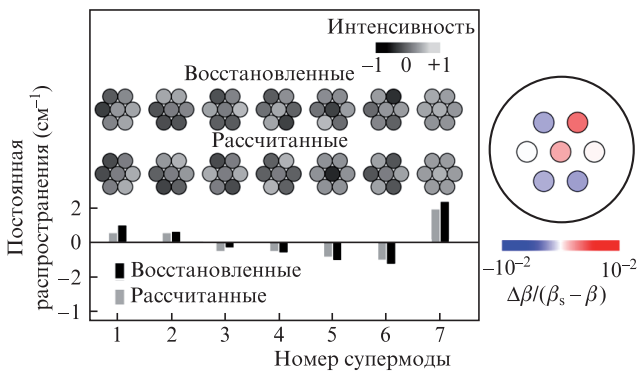 Интенсивность
−1 0 +1
Восстановленные
Рассчитанные
Постоянная
распространения (см−1)
2
0
−2
−1
Восстановленные
Рассчитанные
1 2 3 4 5 6 7
Номер супермоды
−10−2 10−2
Δβ/(βs − β)